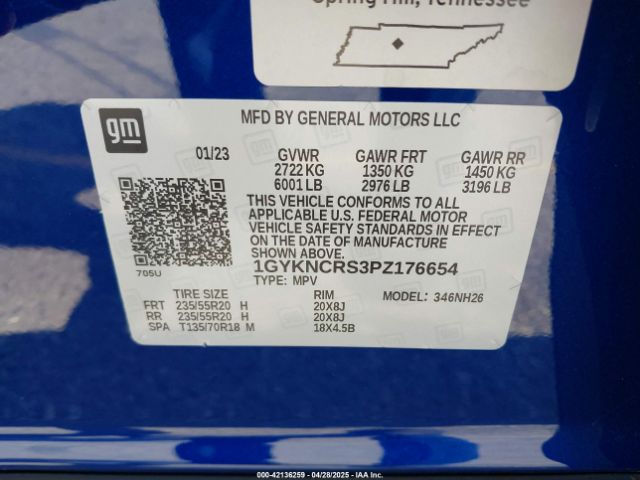 Spring Hill, Tennessee
gm
MFD BY GENERAL MOTORS LLC
01/23 GVWR GAWR FRT GAWR RR
2722 KG 1350 KG 1450 KG
6001 LB 2976 LB 3196 LB
THIS VEHICLE CONFORMS TO ALL
APPLICABLE U.S. FEDERAL MOTOR
VEHICLE SAFETY STANDARDS IN EFFECT
ON THE DATE OF MANUFACTURE SHOWN ABOVE.
1GYKNCRS3PZ176654
705U
TYPE: MPV
TIRE SIZE RIM MODEL: 346NH26
FRT 235/55R20 H 20X8J
RR 235/55R20 H 20X8J
SPA T135/70R18 M 18X4.5B
000-42136259 - 04/28/2025 - IAA, Inc.